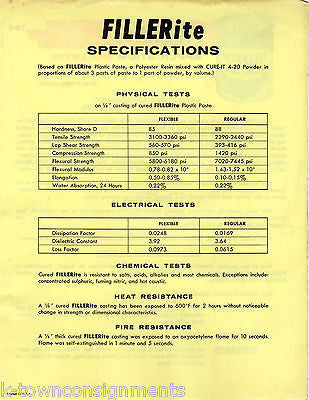 FILLERite
SPECIFICATIONS
(Based on FILLERite Plastic Paste, a Polyester Resin mixed with CURE-IT 4-20 Powder in
proportions of about 3 parts of paste to 1 part of powder, by volume.)
PHYSICAL TESTS
on ⅛" casting of cured FILLERite Plastic Paste
FLEXIBLE REGULAR
Hardness, Shore D 85 88
Tensile Strength 3100-3360 psi 2390-2440 psi
Lap Shear Strength 560-570 psi 393-416 psi
Compression Strength 850 psi 1420 psi
Flexural Strength 5800-6180 psi 7020-7445 psi
Flexural Modulus 0.78-0.82 x 10⁶ 1.43-1.52 x 10⁶
Elongation 0.50-0.85% 0.10-0.15%
Water Absorption, 24 Hours 0.22% 0.22%
ELECTRICAL TESTS
FLEXIBLE REGULAR
Dissipation Factor 0.0248 0.0169
Dielectric Constant 3.92 3.64
Loss Factor 0.0973 0.0615
CHEMICAL TESTS
Cured FILLERite is resistant to salts, acids, alkalies and most chemicals. Exceptions include:
concentrated sulphuric, fuming nitric, and hot caustic.
HEAT RESISTANCE
A ¼" cured FILLERite casting has been exposed to 600°F for 2 hours without noticeable
change in strength or dimensional characteristics.
FIRE RESISTANCE
A ⅛" thick cured FILLERite casting was exposed to an oxyacetylene flame for 10 seconds.
Flame was self-extinguished in 1 minute and 5 seconds.
k-townconsignments